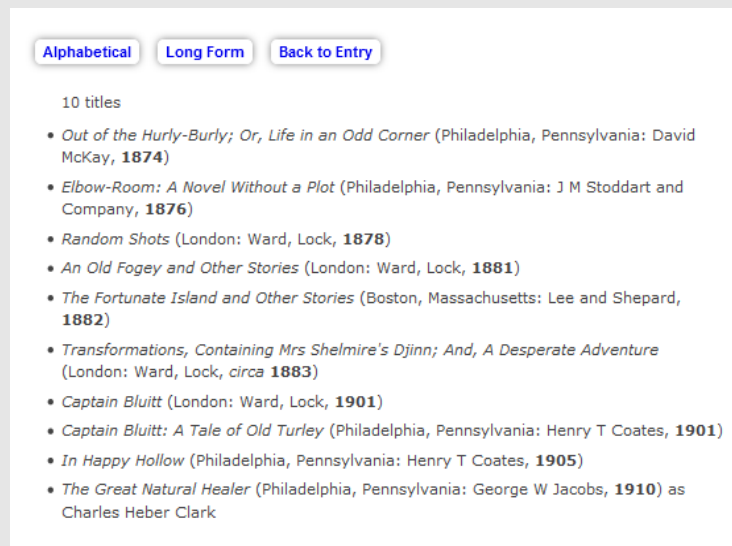 Alphabetical Long Form Back to Entry
10 titles
• Out of the Hurly-Burly; Or, Life in an Odd Corner (Philadelphia, Pennsylvania: David
McKay, 1874)
• Elbow-Room: A Novel Without a Plot (Philadelphia, Pennsylvania: J M Stoddart and
Company, 1876)
• Random Shots (London: Ward, Lock, 1878)
• An Old Fogey and Other Stories (London: Ward, Lock, 1881)
• The Fortunate Island and Other Stories (Boston, Massachusetts: Lee and Shepard,
1882)
• Transformations, Containing Mrs Shelmire's Djinn; And, A Desperate Adventure
(London: Ward, Lock, circa 1883)
• Captain Bluitt (London: Ward, Lock, 1901)
• Captain Bluitt: A Tale of Old Turley (Philadelphia, Pennsylvania: Henry T Coates, 1901)
• In Happy Hollow (Philadelphia, Pennsylvania: Henry T Coates, 1905)
• The Great Natural Healer (Philadelphia, Pennsylvania: George W Jacobs, 1910) as
Charles Heber Clark